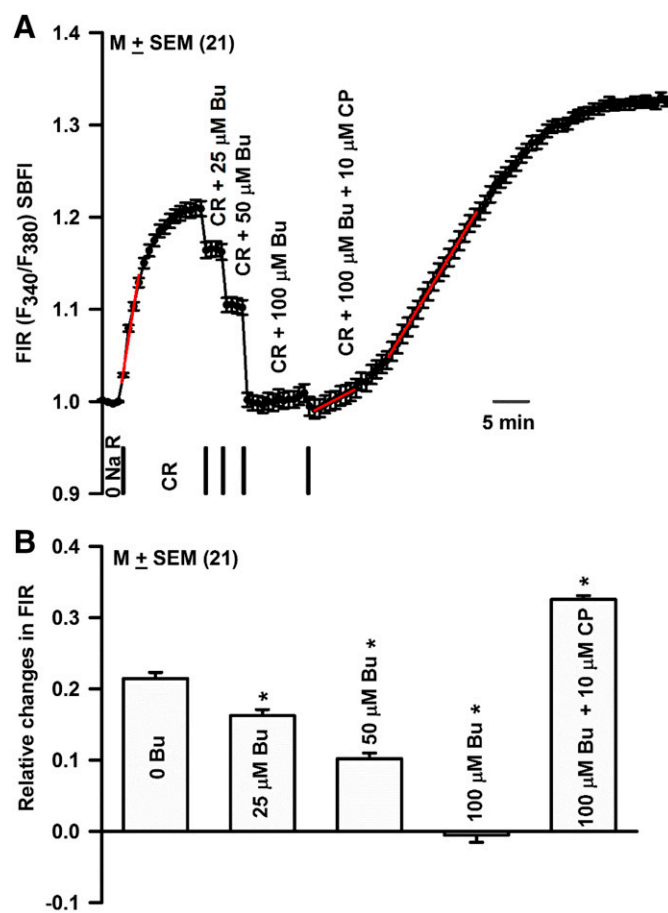 A
M ± SEM (21)
1.4
1.3
1.2
1.1
1.0
0.9
FIR (F340/F380) SBFI
0 Na R
CR
CR + 25 μM Bu
CR + 50 μM Bu
CR + 100 μM Bu
CR + 100 μM Bu + 10 μM CP
5 min
B
M ± SEM (21)
0.4
0.3
0.2
0.1
0.0
-0.1
Relative changes in FIR
0 Bu
25 μM Bu *
50 μM Bu *
100 μM Bu *
100 μM Bu + 10 μM CP *